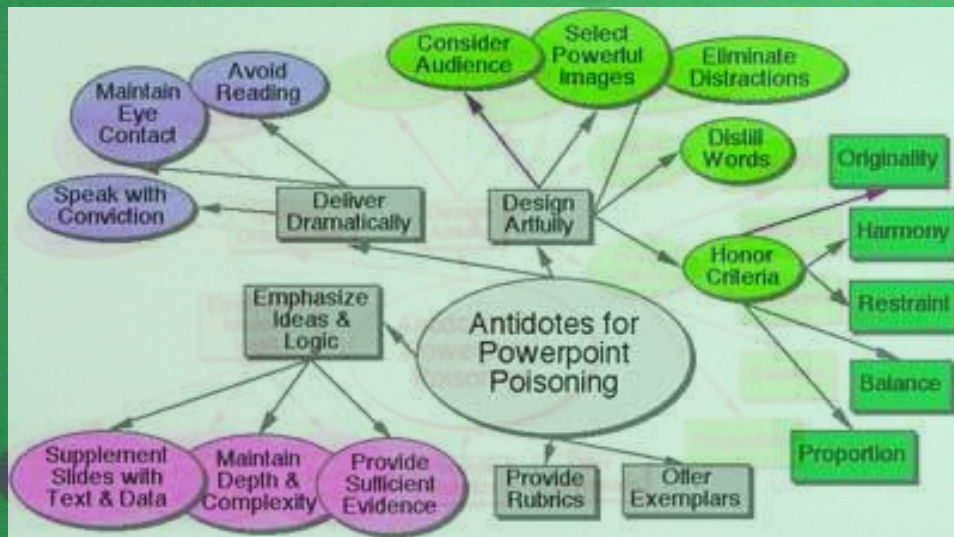 Consider
Audience
Select
Powerful
Images
Eliminate
Distractions
Maintain
Eye
Contact
Avoid
Reading
Distill
Words
Originality
Speak with
Conviction
Deliver
Dramatically
Design
Artfully
Harmony
Honor
Criteria
Emphasize
Ideas &
Logic
Antidotes for
Powerpoint
Poisoning
Restraint
Balance
Supplement
Slides with
Text & Data
Maintain
Depth &
Complexity
Provide
Sufficient
Evidence
Provide
Rubrics
Offer
Exemplars
Proportion